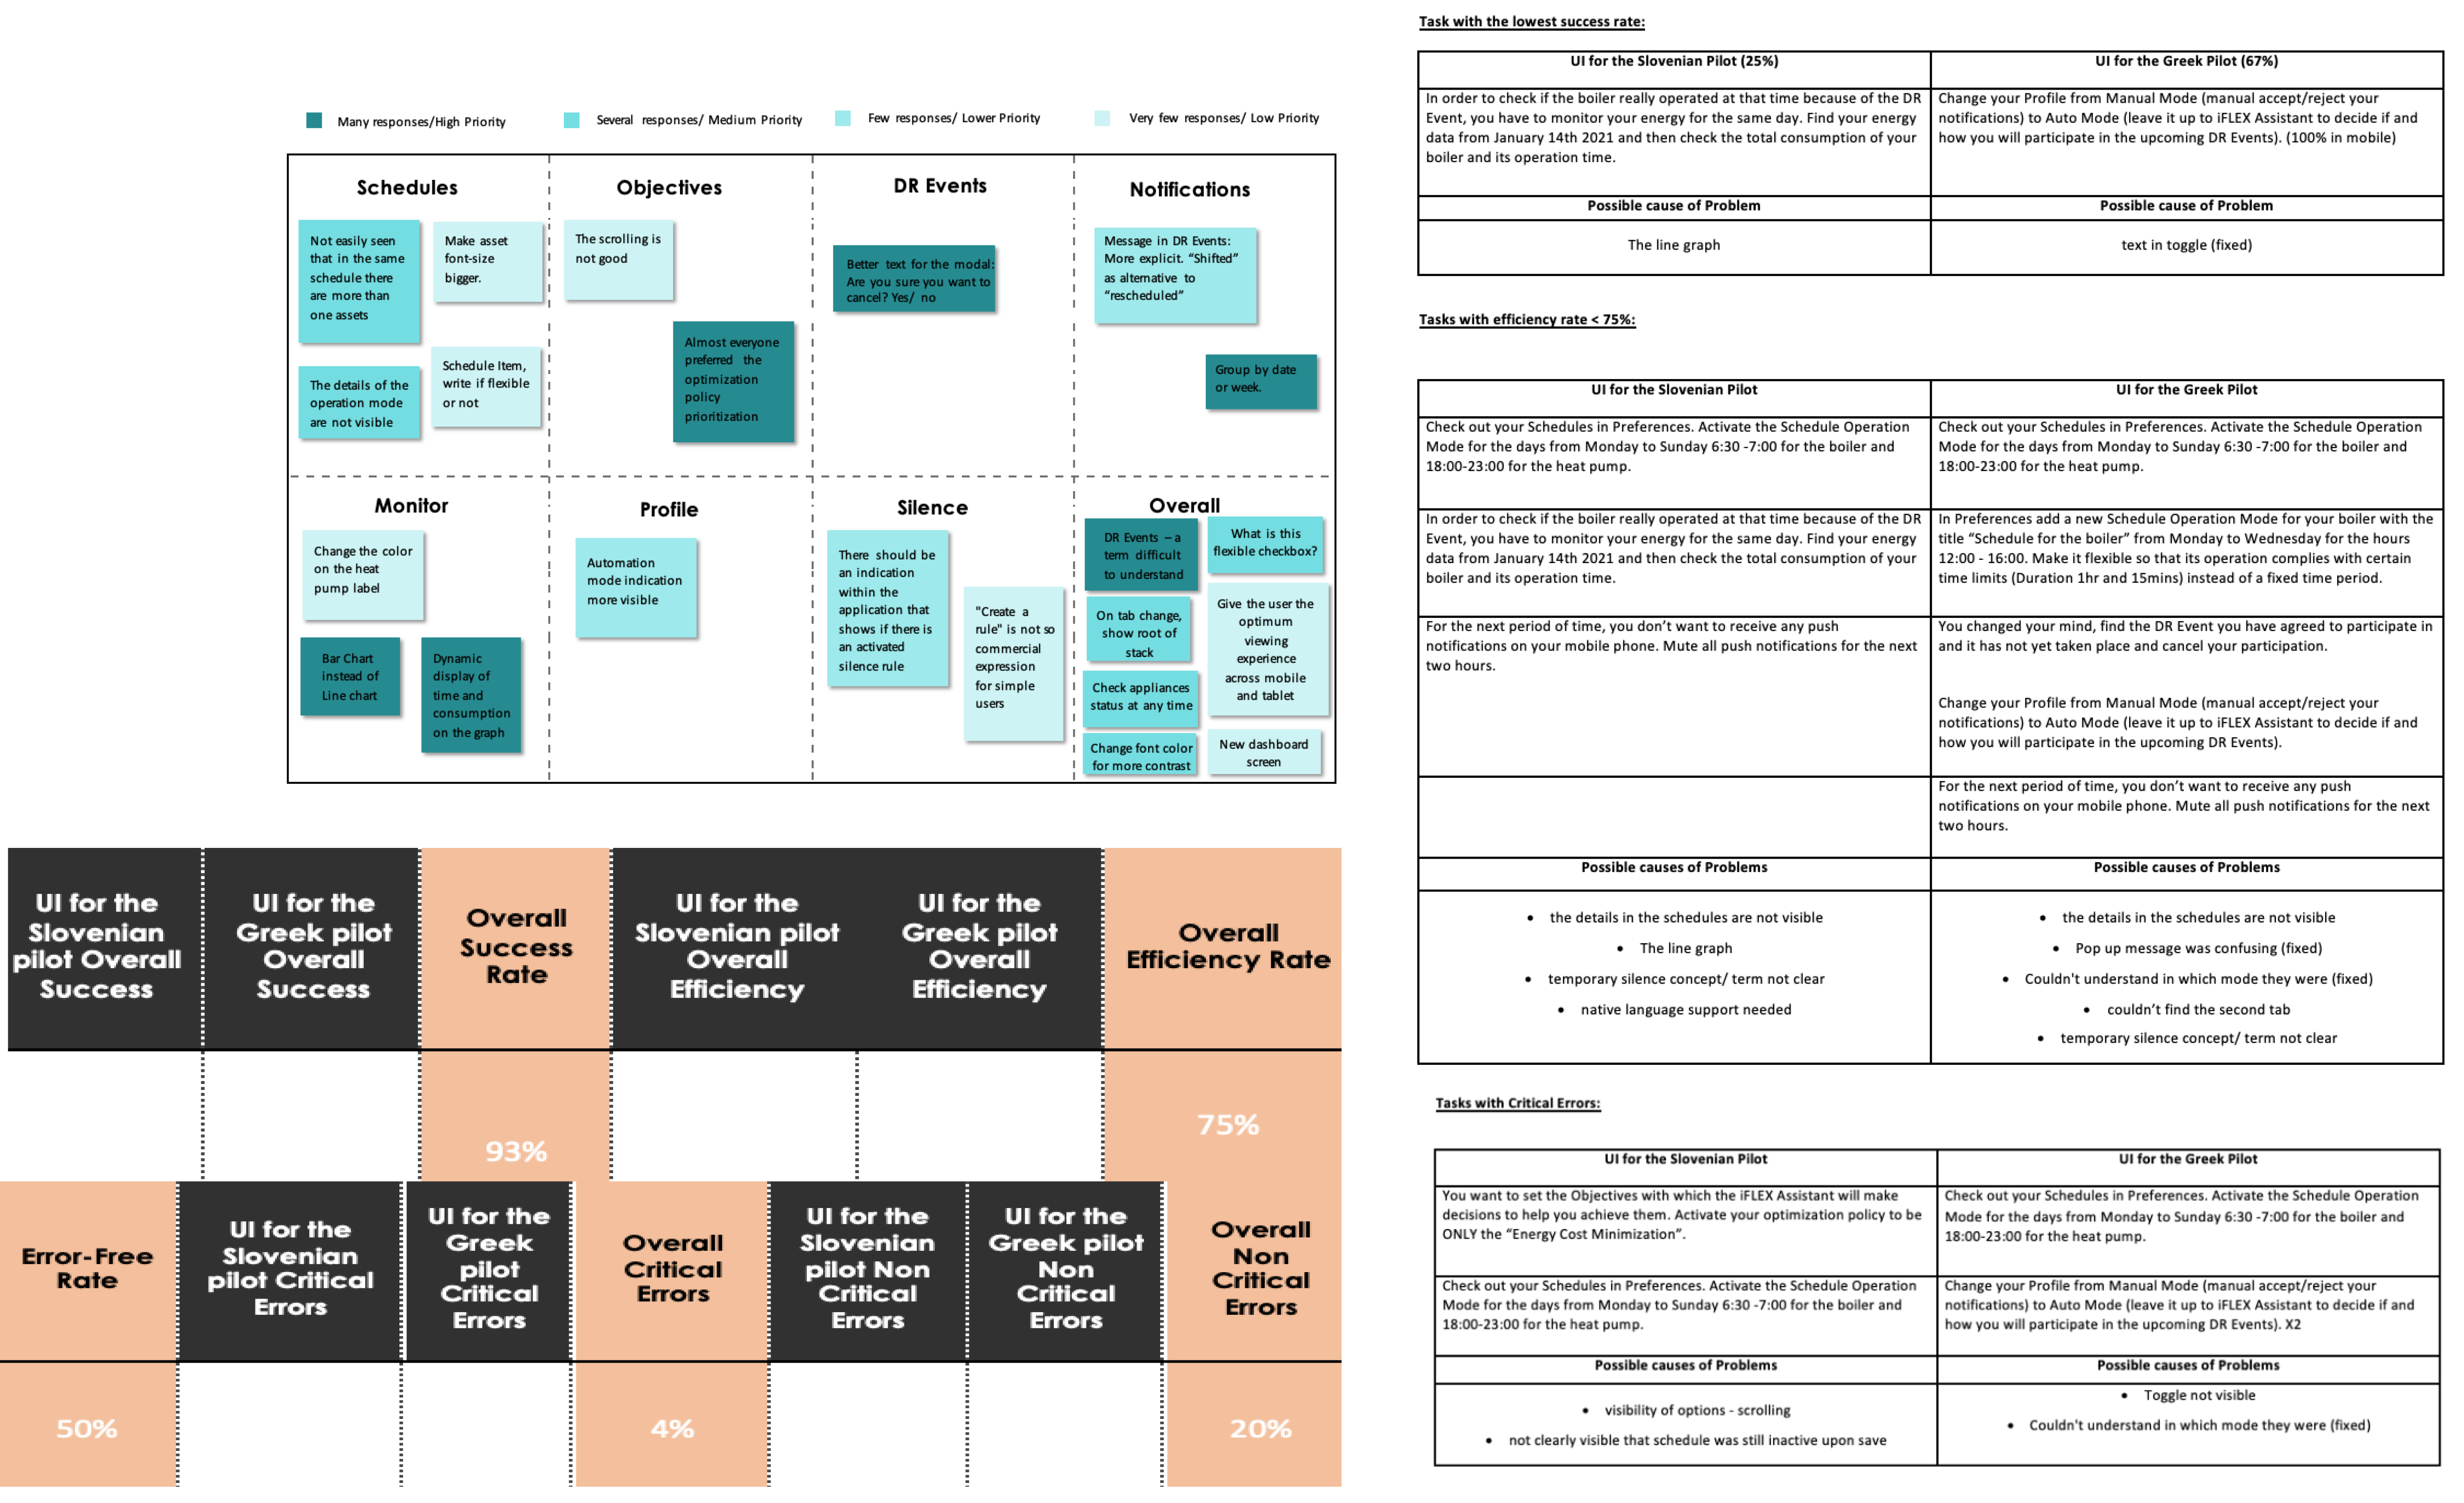 Many responses/High Priority
Several responses/ Medium Priority
Few responses/ Lower Priority
Very few responses/ Low Priority
Schedules
Not easily seen
that in the same
schedule there
are more than
one assets
Make asset
font-size
bigger.
The details of the
operation mode
are not visible
Schedule Item,
write if flexible
or not
Objectives
The scrolling is
not good
Almost everyone
preferred the
optimization
policy
prioritization
DR Events
Better text for the modal:
Are you sure you want to
cancel? Yes/ no
Notifications
Message in DR Events:
More explicit. “Shifted”
as alternative to
“rescheduled”
Group by date
or week.
Monitor
Change the color
on the heat
pump label
Bar Chart
instead of
Line chart
Dynamic
display of
time and
consumption
on the graph
Profile
Automation
mode indication
more visible
Silence
There should be
an indication
within the
application that
shows if there is
an activated
silence rule
"Create a
rule" is not so
commercial
expression
for simple
users
Overall
DR Events – a
term difficult
to understand
What is this
flexible checkbox?
On tab change,
show root of
stack
Give the user the
optimum
viewing
experience
across mobile
and tablet
Check appliances
status at any time
Change font color
for more contrast
New dashboard
screen
UI for the
Slovenian
pilot Overall
Success
UI for the
Greek pilot
Overall
Success
Overall
Success
Rate
UI for the
Slovenian pilot
Overall
Efficiency
UI for the
Greek pilot
Overall
Efficiency
Overall
Efficiency Rate
93%
75%
Error-Free
Rate
UI for the
Slovenian
pilot Critical
Errors
UI for the
Greek
pilot
Critical
Errors
Overall
Critical
Errors
UI for the
Slovenian
pilot Non
Critical
Errors
UI for the
Greek pilot
Non
Critical
Errors
Overall
Non
Critical
Errors
50%
4%
20%
Task with the lowest success rate:
UI for the Slovenian Pilot (25%)
UI for the Greek Pilot (67%)
In order to check if the boiler really operated at that time because of the DR
Event, you have to monitor your energy for the same day. Find your energy
data from January 14th 2021 and then check the total consumption of your
boiler and its operation time.
Change your Profile from Manual Mode (manual accept/reject your
notifications) to Auto Mode (leave it up to iFLEX Assistant to decide if and
how you will participate in the upcoming DR Events). (100% in mobile)
Possible cause of Problem
Possible cause of Problem
The line graph
text in toggle (fixed)
Tasks with efficiency rate < 75%:
UI for the Slovenian Pilot
UI for the Greek Pilot
Check out your Schedules in Preferences. Activate the Schedule Operation
Mode for the days from Monday to Sunday 6:30 -7:00 for the boiler and
18:00-23:00 for the heat pump.
Check out your Schedules in Preferences. Activate the Schedule Operation
Mode for the days from Monday to Sunday 6:30 -7:00 for the boiler and
18:00-23:00 for the heat pump.
In order to check if the boiler really operated at that time because of the DR
Event, you have to monitor your energy for the same day. Find your energy
data from January 14th 2021 and then check the total consumption of your
boiler and its operation time.
In Preferences add a new Schedule Operation Mode for your boiler with the
title “Schedule for the boiler” from Monday to Wednesday for the hours
12:00 - 16:00. Make it flexible so that its operation complies with certain
time limits (Duration 1hr and 15mins) instead of a fixed time period.
For the next period of time, you don’t want to receive any push
notifications on your mobile phone. Mute all push notifications for the next
two hours.
You changed your mind, find the DR Event you have agreed to participate in
and it has not yet taken place and cancel your participation.
Change your Profile from Manual Mode (manual accept/reject your
notifications) to Auto Mode (leave it up to iFLEX Assistant to decide if and
how you will participate in the upcoming DR Events).
For the next period of time, you don’t want to receive any push
notifications on your mobile phone. Mute all push notifications for the next
two hours.
Possible causes of Problems
Possible causes of Problems
• the details in the schedules are not visible
• The line graph
• temporary silence concept/ term not clear
• native language support needed
• the details in the schedules are not visible
• Pop up message was confusing (fixed)
• Couldn't understand in which mode they were (fixed)
• couldn’t find the second tab
• temporary silence concept/ term not clear
Tasks with Critical Errors:
UI for the Slovenian Pilot
UI for the Greek Pilot
You want to set the Objectives with which the iFLEX Assistant will make
decisions to help you achieve them. Activate your optimization policy to be
ONLY the “Energy Cost Minimization”.
Check out your Schedules in Preferences. Activate the Schedule Operation
Mode for the days from Monday to Sunday 6:30 -7:00 for the boiler and
18:00-23:00 for the heat pump.
Check out your Schedules in Preferences. Activate the Schedule Operation
Mode for the days from Monday to Sunday 6:30 -7:00 for the boiler and
18:00-23:00 for the heat pump.
Change your Profile from Manual Mode (manual accept/reject your
notifications) to Auto Mode (leave it up to iFLEX Assistant to decide if and
how you will participate in the upcoming DR Events). X2
Possible causes of Problems
Possible causes of Problems
• visibility of options - scrolling
• not clearly visible that schedule was still inactive upon save
• Toggle not visible
• Couldn't understand in which mode they were (fixed)